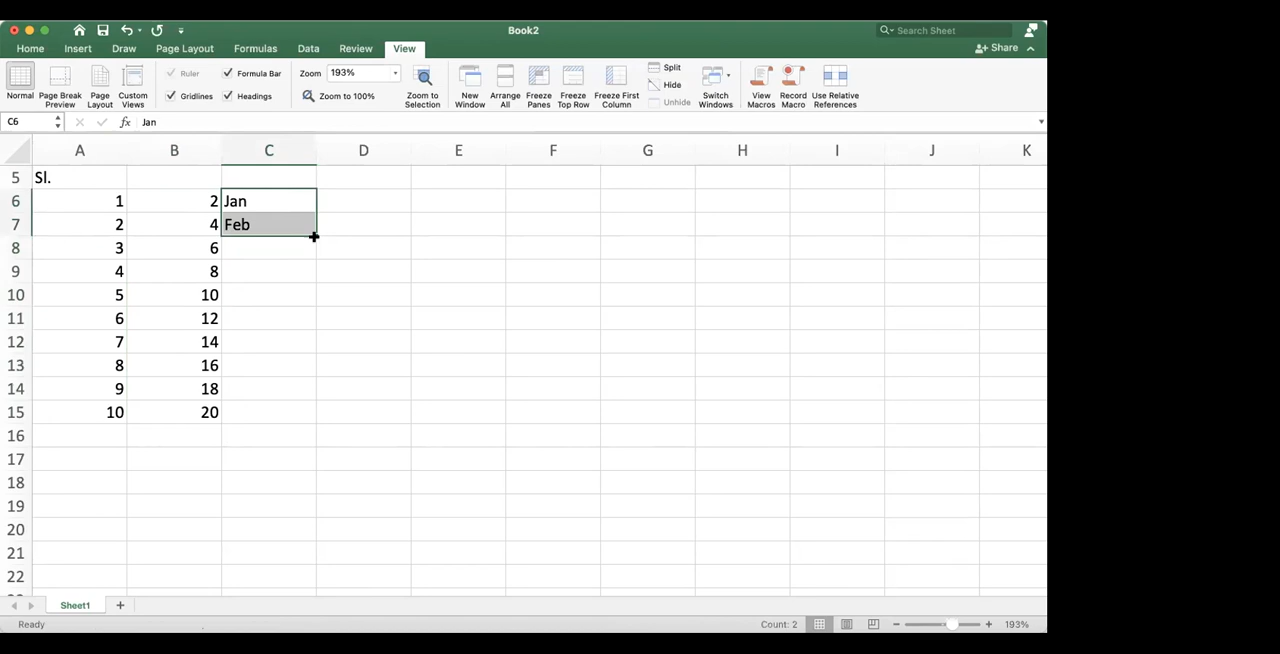 Book2
Search Sheet
Home Insert Draw Page Layout Formulas Data Review View
Share
Normal
Page Break Preview
Page Layout
Custom Views
Ruler
Gridlines
Formula Bar
Headings
Zoom 193%
Zoom to 100%
Zoom to Selection
New Window
Arrange All
Freeze Panes
Freeze Top Row
Freeze First Column
Split
Hide
Unhide
Switch Windows
View Macros
Record Macro
Use Relative References
C6 fx Jan
A B C D E F G H I J K
5 Sl.
6 1 2 Jan
7 2 4 Feb
8 3 6
9 4 8
10 5 10
11 6 12
12 7 14
13 8 16
14 9 18
15 10 20
16
17
18
19
20
21
22
Sheet1
Ready Count: 2 193%